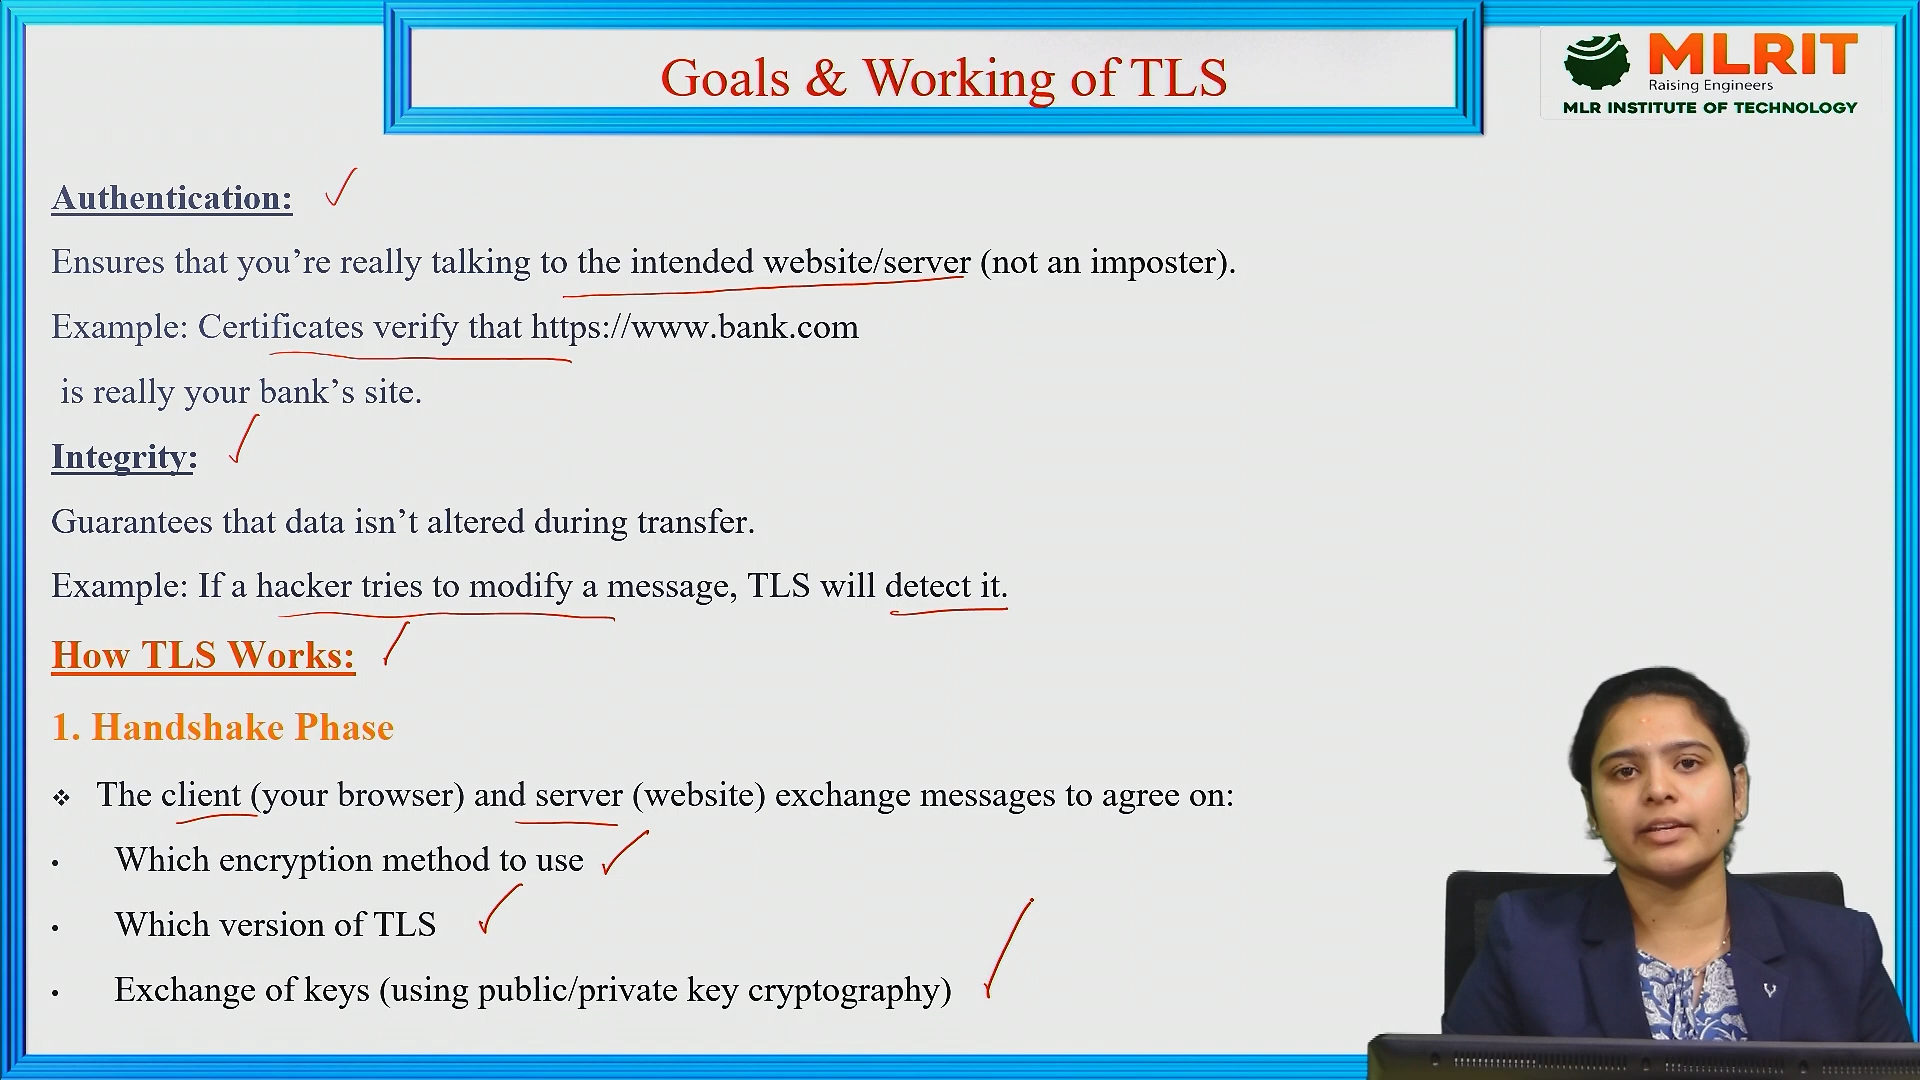 Goals & Working of TLS
MLRIT
Raising Engineers
MLR INSTITUTE OF TECHNOLOGY
Authentication:
Ensures that you’re really talking to the intended website/server (not an imposter).
Example: Certificates verify that https://www.bank.com
is really your bank’s site.
Integrity:
Guarantees that data isn’t altered during transfer.
Example: If a hacker tries to modify a message, TLS will detect it.
How TLS Works:
1. Handshake Phase
❖ The client (your browser) and server (website) exchange messages to agree on:
• Which encryption method to use
• Which version of TLS
• Exchange of keys (using public/private key cryptography)